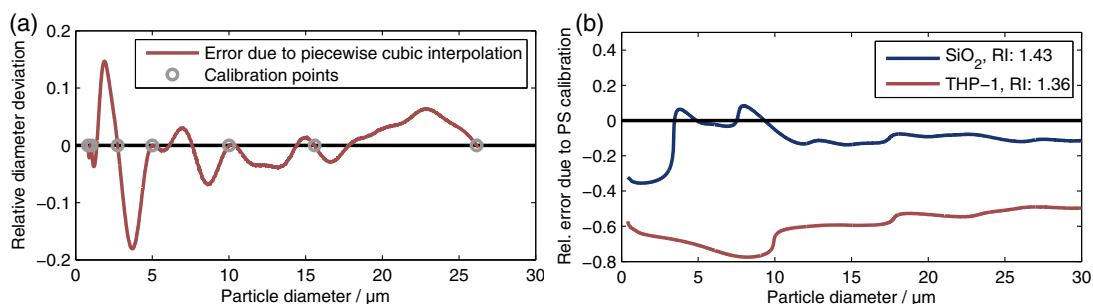 (a)
Relative diameter deviation
0.2
0.1
0
−0.1
−0.2
Error due to piecewise cubic interpolation
Calibration points
0 5 10 15 20 25 30
Particle diameter / µm
(b)
Rel. error due to PS calibration
0.4
0.2
0
−0.2
−0.4
−0.6
−0.8
SiO₂, RI: 1.43
THP−1, RI: 1.36
0 5 10 15 20 25 30
Particle diameter / µm